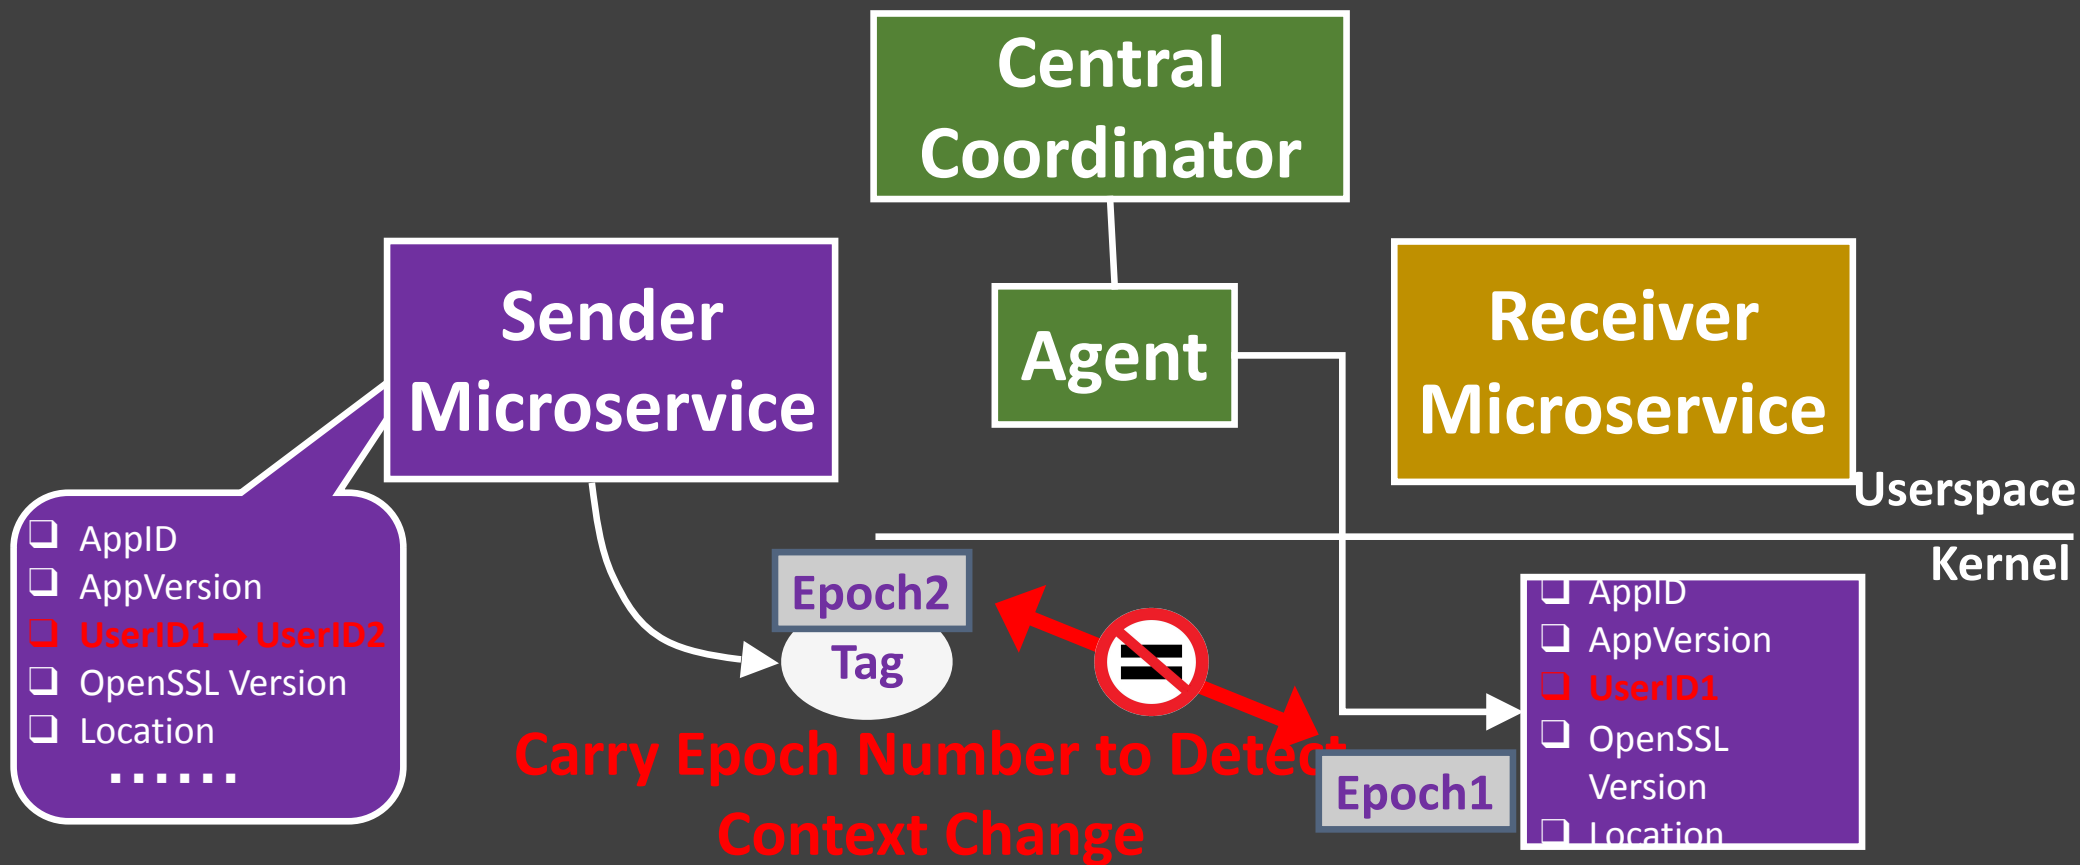 Central
Coordinator
Sender
Microservice
Agent
Receiver
Microservice
Userspace
Kernel
❑ AppID
❑ AppVersion
❑ UserID1→ UserID2
❑ OpenSSL Version
❑ Location
......
Epoch2
Tag
=
Carry Epoch Number to Detect
Context Change
Epoch1
❑ AppID
❑ AppVersion
❑ UserID1
❑ OpenSSL
Version
❑ Location